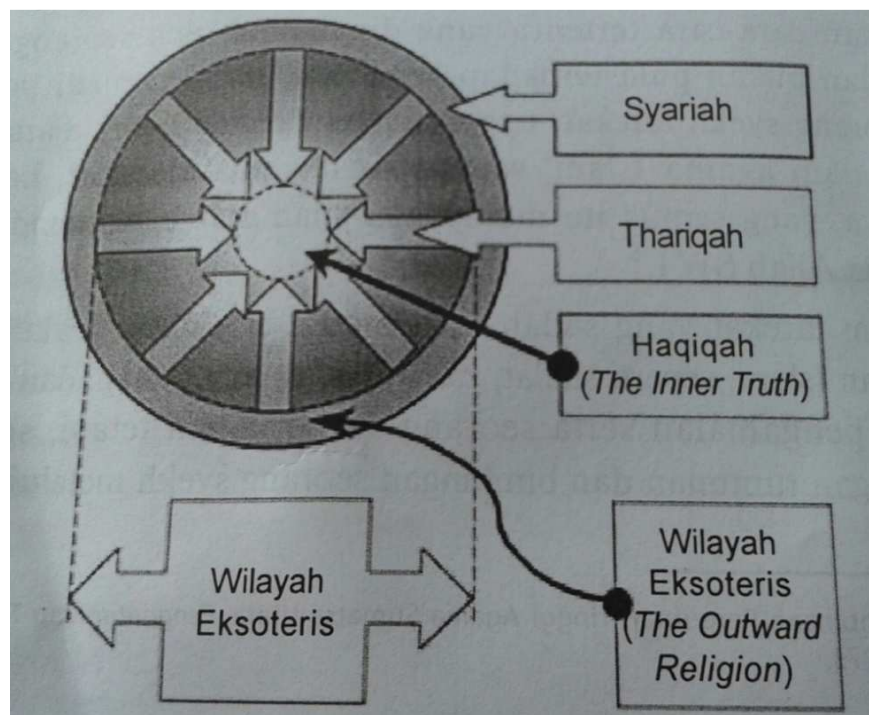 Syariah
Thariqah
Haqiqah
(The Inner Truth)
Wilayah
Eksoteris
Wilayah
Eksoteris
(The Outward
Religion)